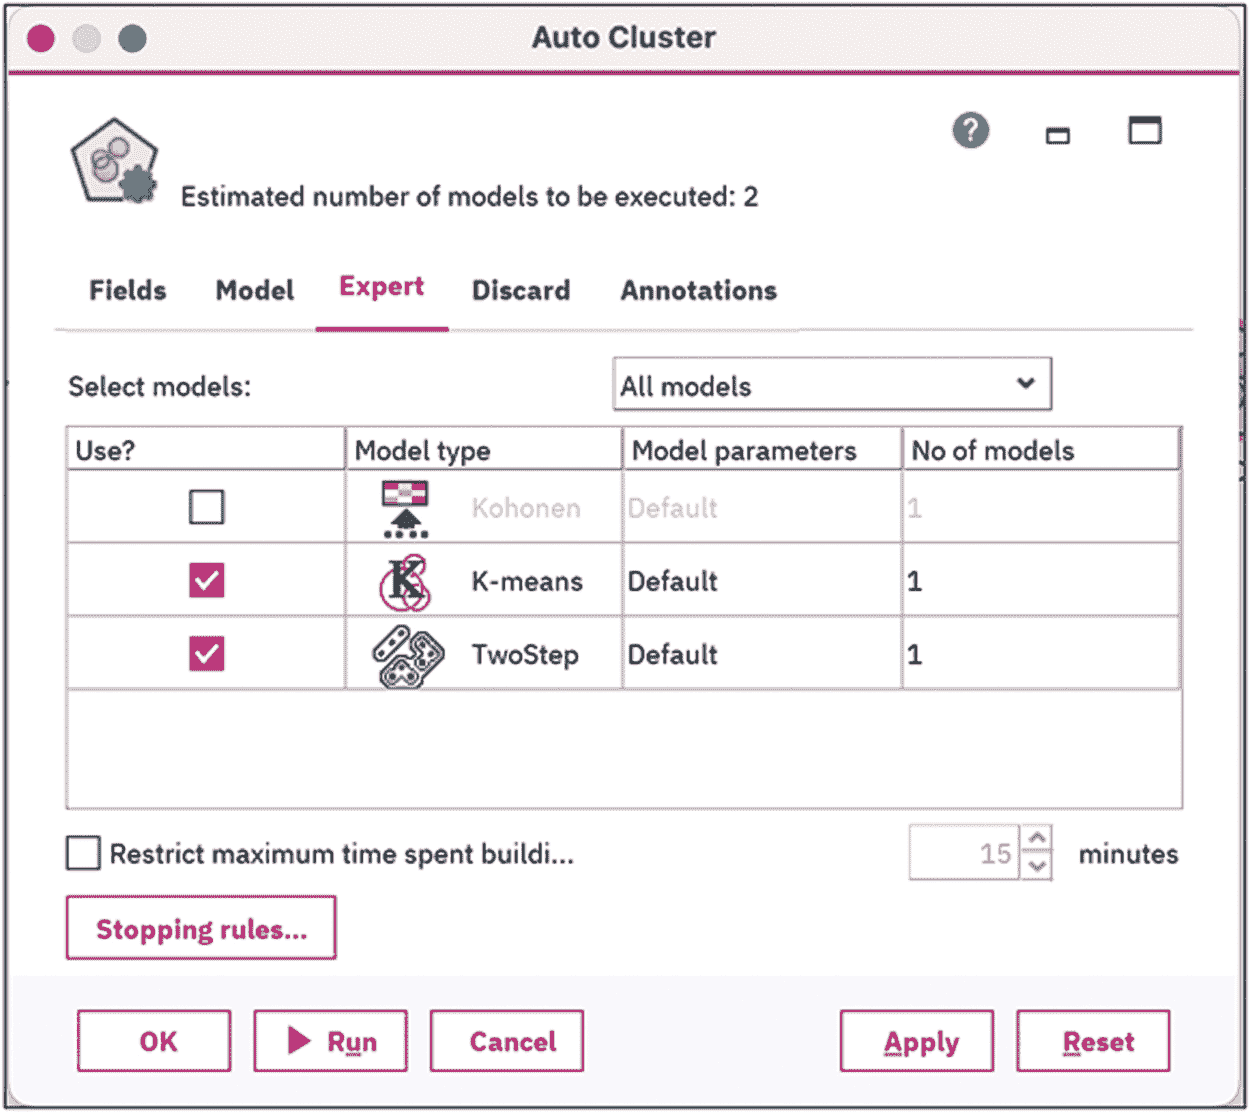 Auto Cluster
?
Estimated number of models to be executed: 2
Fields Model Expert Discard Annotations
Select models: All models
Use? Model type Model parameters No of models
Kohonen Default 1
K K-means Default 1
TwoStep Default 1
Restrict maximum time spent buildi... 15 minutes
Stopping rules...
OK Run Cancel Apply Reset